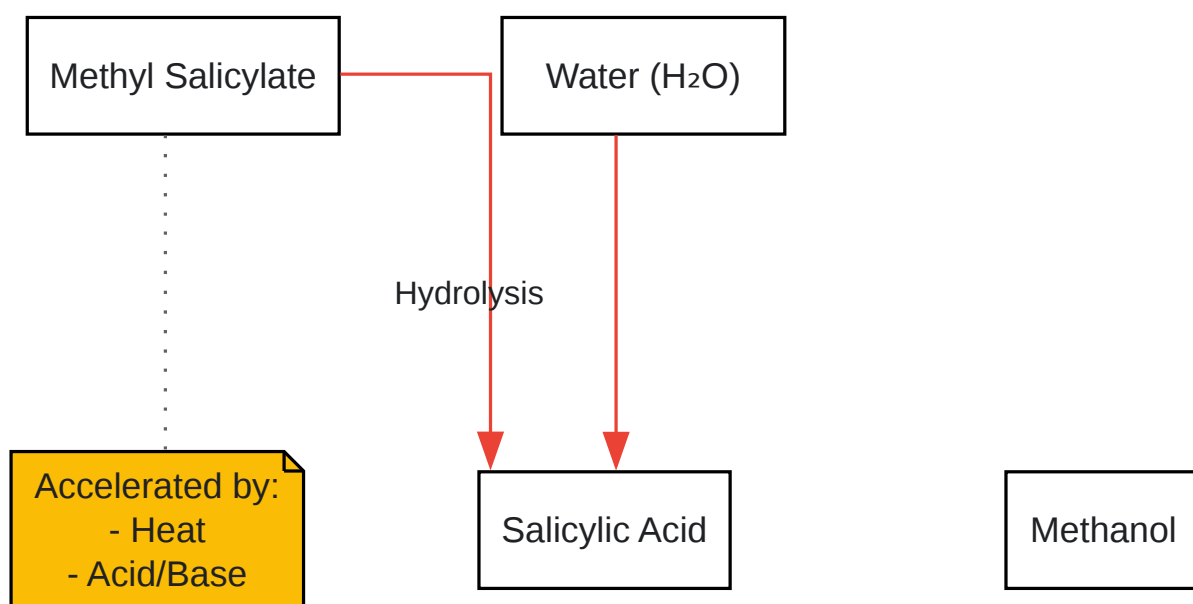 Methyl Salicylate
Water (H₂O)
Hydrolysis
Accelerated by:
- Heat
- Acid/Base
Salicylic Acid
Methanol